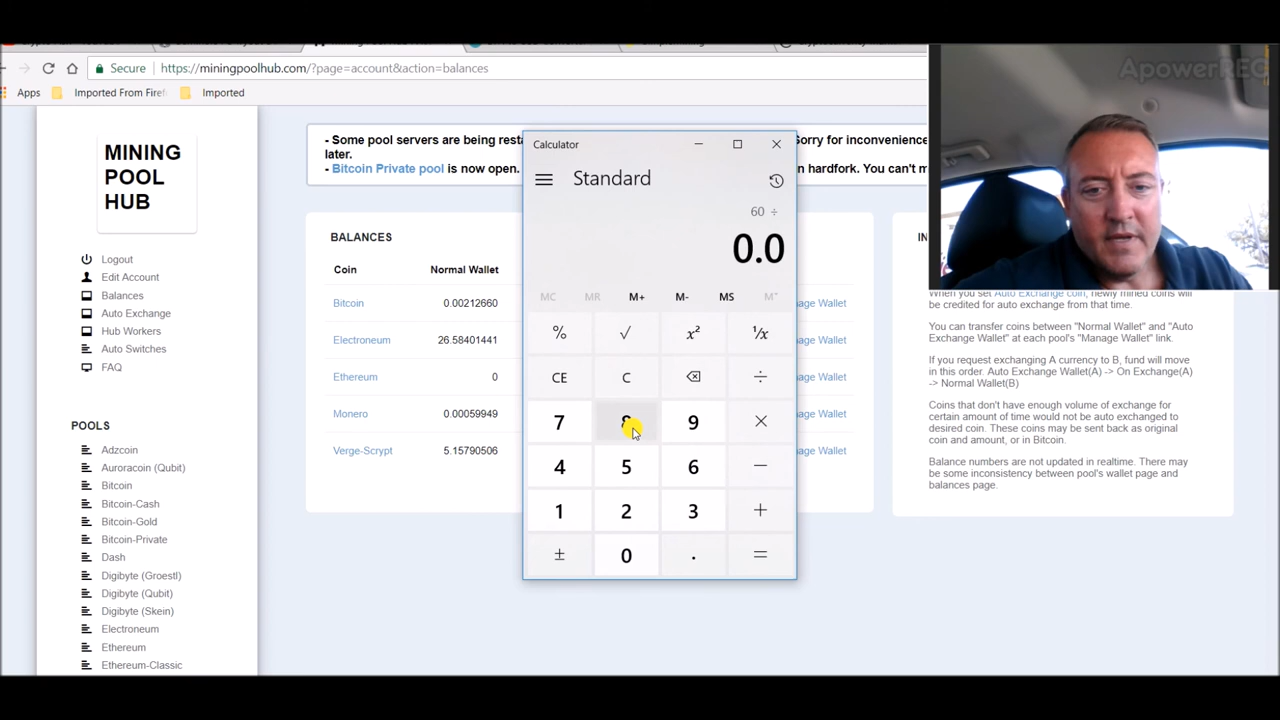 Secure
https://miningpoolhub.com/?page=account&action=balances
ApowerREC
Apps
Imported From Firef
Imported
MINING
POOL
HUB
Logout
Edit Account
Balances
Auto Exchange
Hub Workers
Auto Switches
FAQ
POOLS
Adzcoin
Auroracoin (Qubit)
Bitcoin
Bitcoin-Cash
Bitcoin-Gold
Bitcoin-Private
Dash
Digibyte (Groestl)
Digibyte (Qubit)
Digibyte (Skein)
Electroneum
Ethereum
Ethereum-Classic
- Some pool servers are being
Sorry for inconvenience
later.
- Bitcoin Private pool is now open.
hardfork. You can't
BALANCES
Coin Normal Wallet
Bitcoin 0.00212660
Electroneum 26.58401441
Ethereum 0
Monero 0.00059949
Verge-Scrypt 5.15790506
Wallet
Wallet
Wallet
Wallet
Wallet
Calculator
Standard
60 ÷
0.0
MC MR M+ M- MS
% √ x² ¹/x
CE C ÷
7 8 9 ×
4 5 6 −
1 2 3 +
± 0 . =
When you set Auto Exchange coin, newly mined coins will
be credited for auto exchange from that time.
You can transfer coins between "Normal Wallet" and "Auto
Exchange Wallet" at each pool's "Manage Wallet" link.
If you request exchanging A currency to B, fund will move
in this order. Auto Exchange Wallet(A) -> On Exchange(A)
-> Normal Wallet(B)
Coins that don't have enough volume of exchange for
certain amount of time would not be auto exchanged to
desired coin. These coins may be sent back as original
coin and amount, or in Bitcoin.
Balance numbers are not updated in realtime. There may
be some inconsistency between pool's wallet page and
balances page.